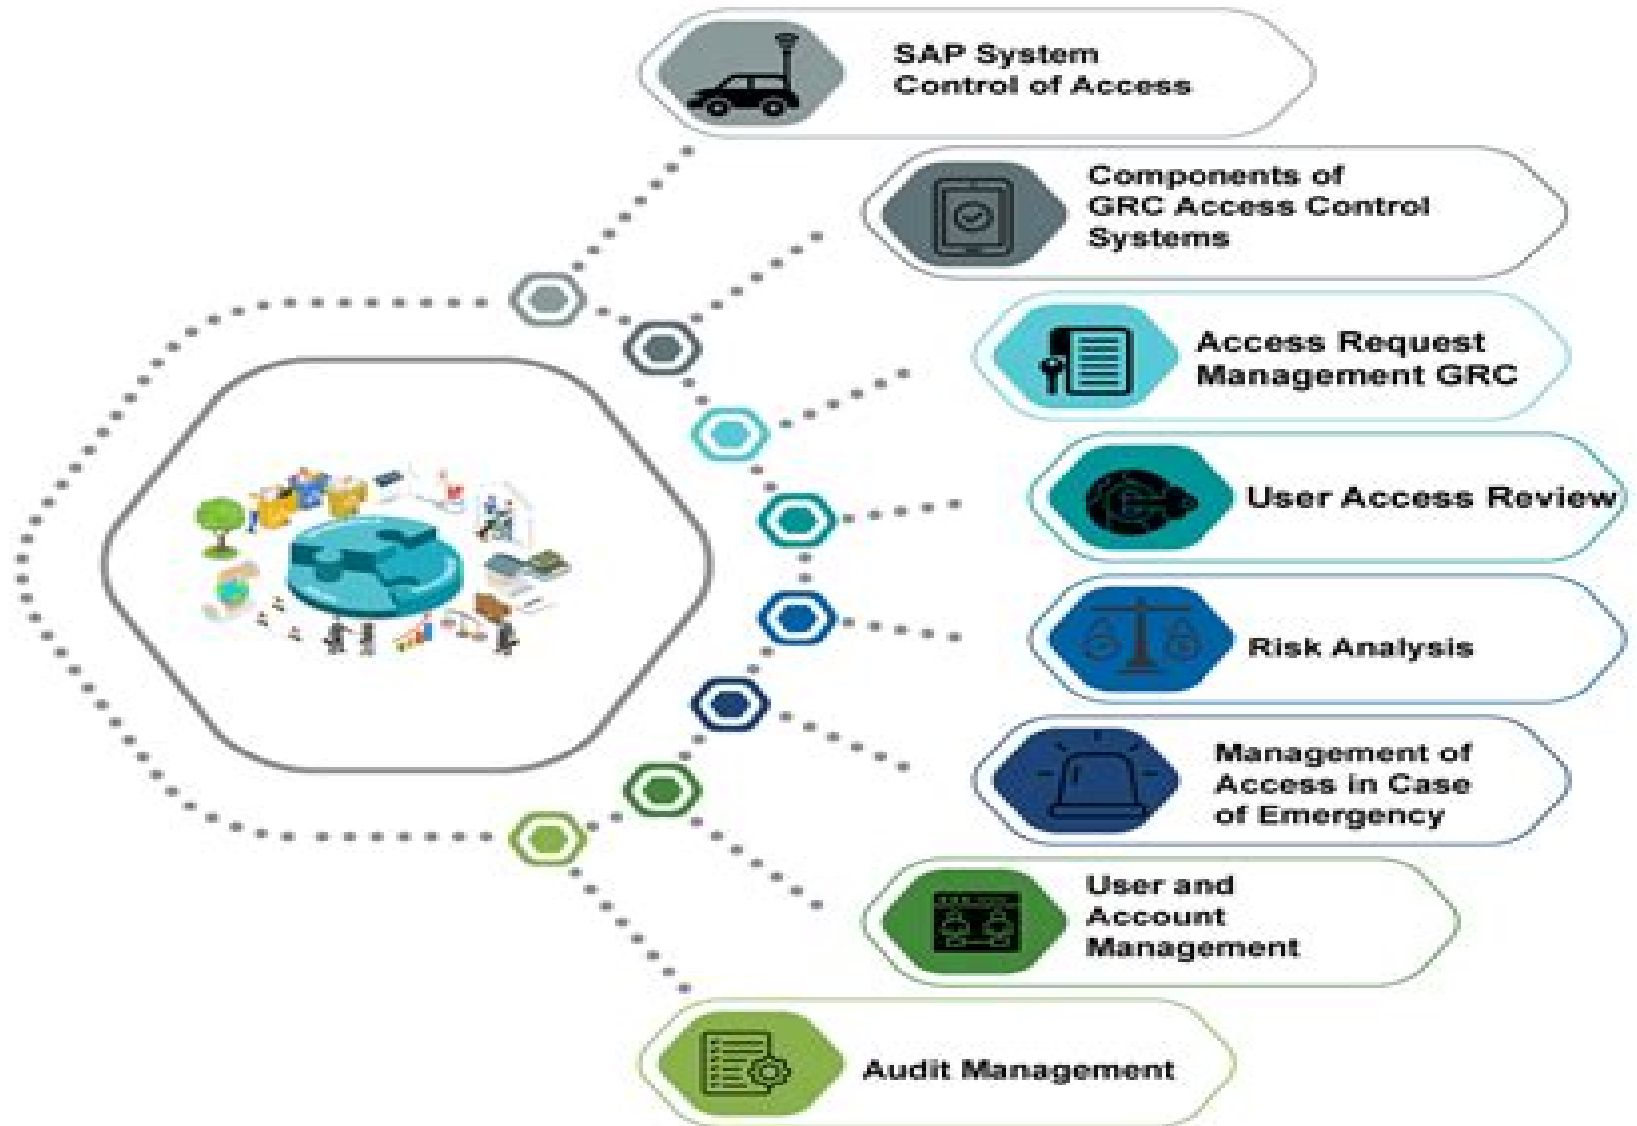 SAP System
Control of Access
Components of
GRC Access Control
Systems
Access Request
Management GRC
User Access Review
Risk Analysis
Management of
Access in Case
of Emergency
User and
Account
Management
Audit Management